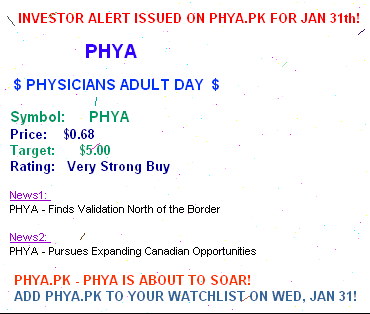 INVESTOR ALERT ISSUED ON PHYA.PK FOR JAN 31th!
PHYA
$ PHYSICIANS ADULT DAY $
Symbol: PHYA
Price: $0.68
Target: $5.00
Rating: Very Strong Buy
News1:
PHYA - Finds Validation North of the Border
News2:
PHYA - Pursues Expanding Canadian Opportunities
PHYA.PK - PHYA IS ABOUT TO SOAR!
ADD PHYA.PK TO YOUR WATCHLIST ON WED, JAN 31!